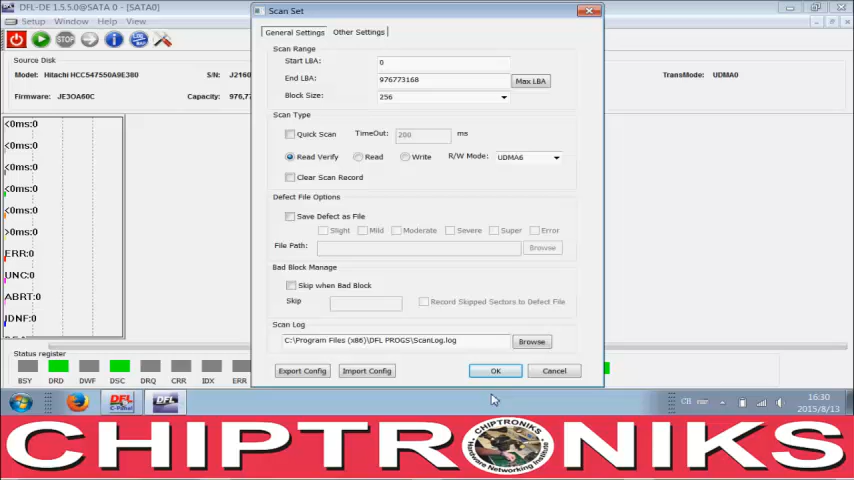 DFL-DE 1.5.5.0@SATA 0 - [SATA0]
Setup Window Help Tools
STOP
LOG BAD
Source Disk
Model: Hitachi HCC547550A9E380 S/N: J2160 TransMode: UDMA0
Firmware: JE3OA60C Capacity: 976,7
<0ms:0
<0ms:0
<0ms:0
<0ms:0
<0ms:0
>0ms:0
ERR:0
UNC:0
ABRT:0
IDNF:0
Status register
BSY DRD DWF DSC DRQ CRR IDX ERR
Scan Set
General Settings Other Settings
Scan Range
Start LBA: 0
End LBA: 976773168 Max LBA
Block Size: 256
Scan Type
Quick Scan TimeOut: 200 ms
Read Verify Read Write R/W Mode: UDMA6
Clear Scan Record
Defect File Options
Save Defect as File
Slight Mild Moderate Severe Super Error
File Path: Browse
Bad Block Manage
Skip when Bad Block
Skip Record Skipped Sectors to Defect File
Scan Log
C:\Program Files (x86)\DFL PROGS\ScanLog.log Browse
Export Config Import Config OK Cancel
DFL C-Panel DFL CH 16:30
2015/8/13
CHIPTRONIKS
CHIPTRONIKS
Hardware Networking Institute